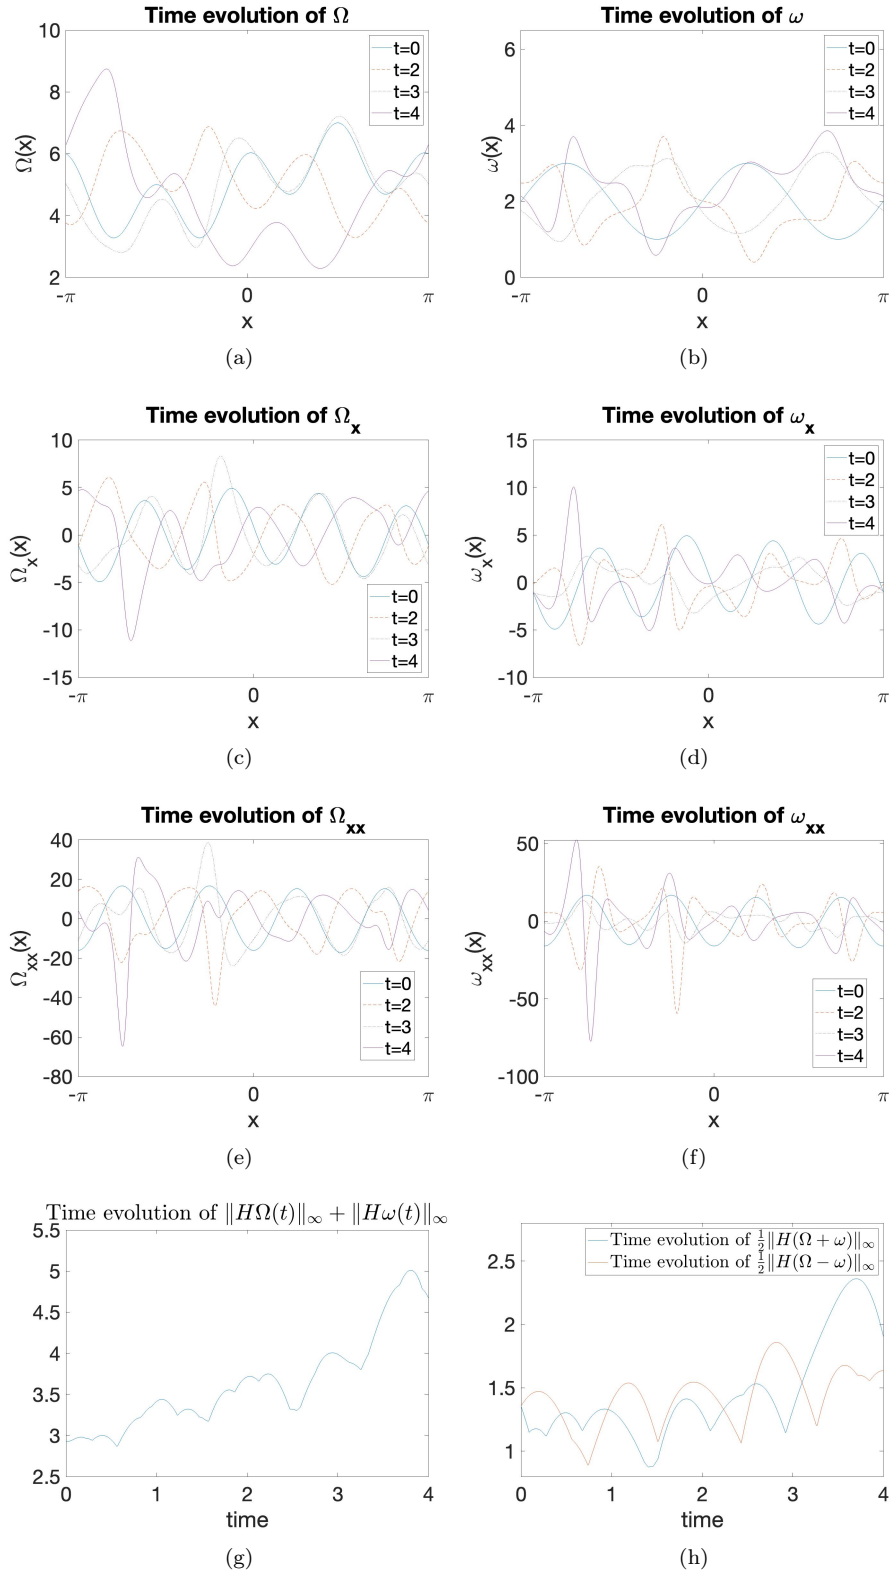 Time evolution of Ω
10
8
6
4
2
Ω(x)
t=0
t=2
t=3
t=4
-π 0 π
x
(a)
Time evolution of ω
6
4
2
0
ω(x)
t=0
t=2
t=3
t=4
-π 0 π
x
(b)
Time evolution of Ωx
10
5
0
-5
-10
-15
Ωx(x)
t=0
t=2
t=3
t=4
-π 0 π
x
(c)
Time evolution of ωx
15
10
5
0
-5
-10
ωx(x)
t=0
t=2
t=3
t=4
-π 0 π
x
(d)
Time evolution of Ωxx
40
20
0
-20
-40
-60
-80
Ωxx(x)
t=0
t=2
t=3
t=4
-π 0 π
x
(e)
Time evolution of ωxx
50
0
-50
-100
ωxx(x)
t=0
t=2
t=3
t=4
-π 0 π
x
(f)
Time evolution of ‖HΩ(t)‖∞ + ‖Hω(t)‖∞
5.5
5
4.5
4
3.5
3
2.5
0 1 2 3 4
time
(g)
Time evolution of ½‖H(Ω + ω)‖∞
Time evolution of ½‖H(Ω − ω)‖∞
2.5
2
1.5
1
0 1 2 3 4
time
(h)